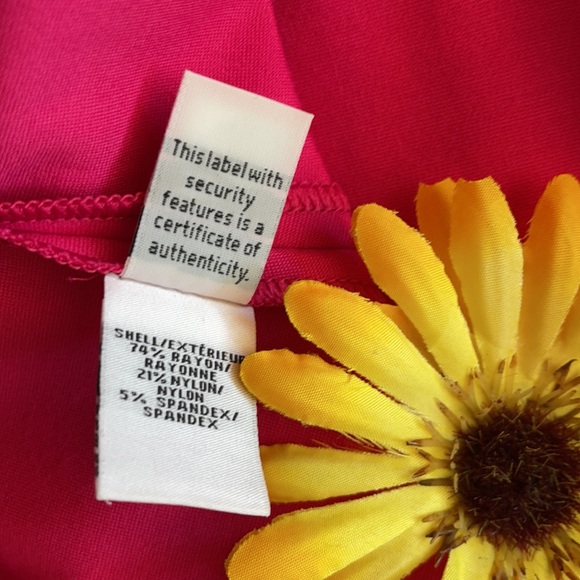 This label with
security
features is a
certificate of
authenticity.
SHELL/EXTÉRIEUR
74% RAYON/
RAYONNE
21% NYLON/
NYLON
5% SPANDEX/
SPANDEX